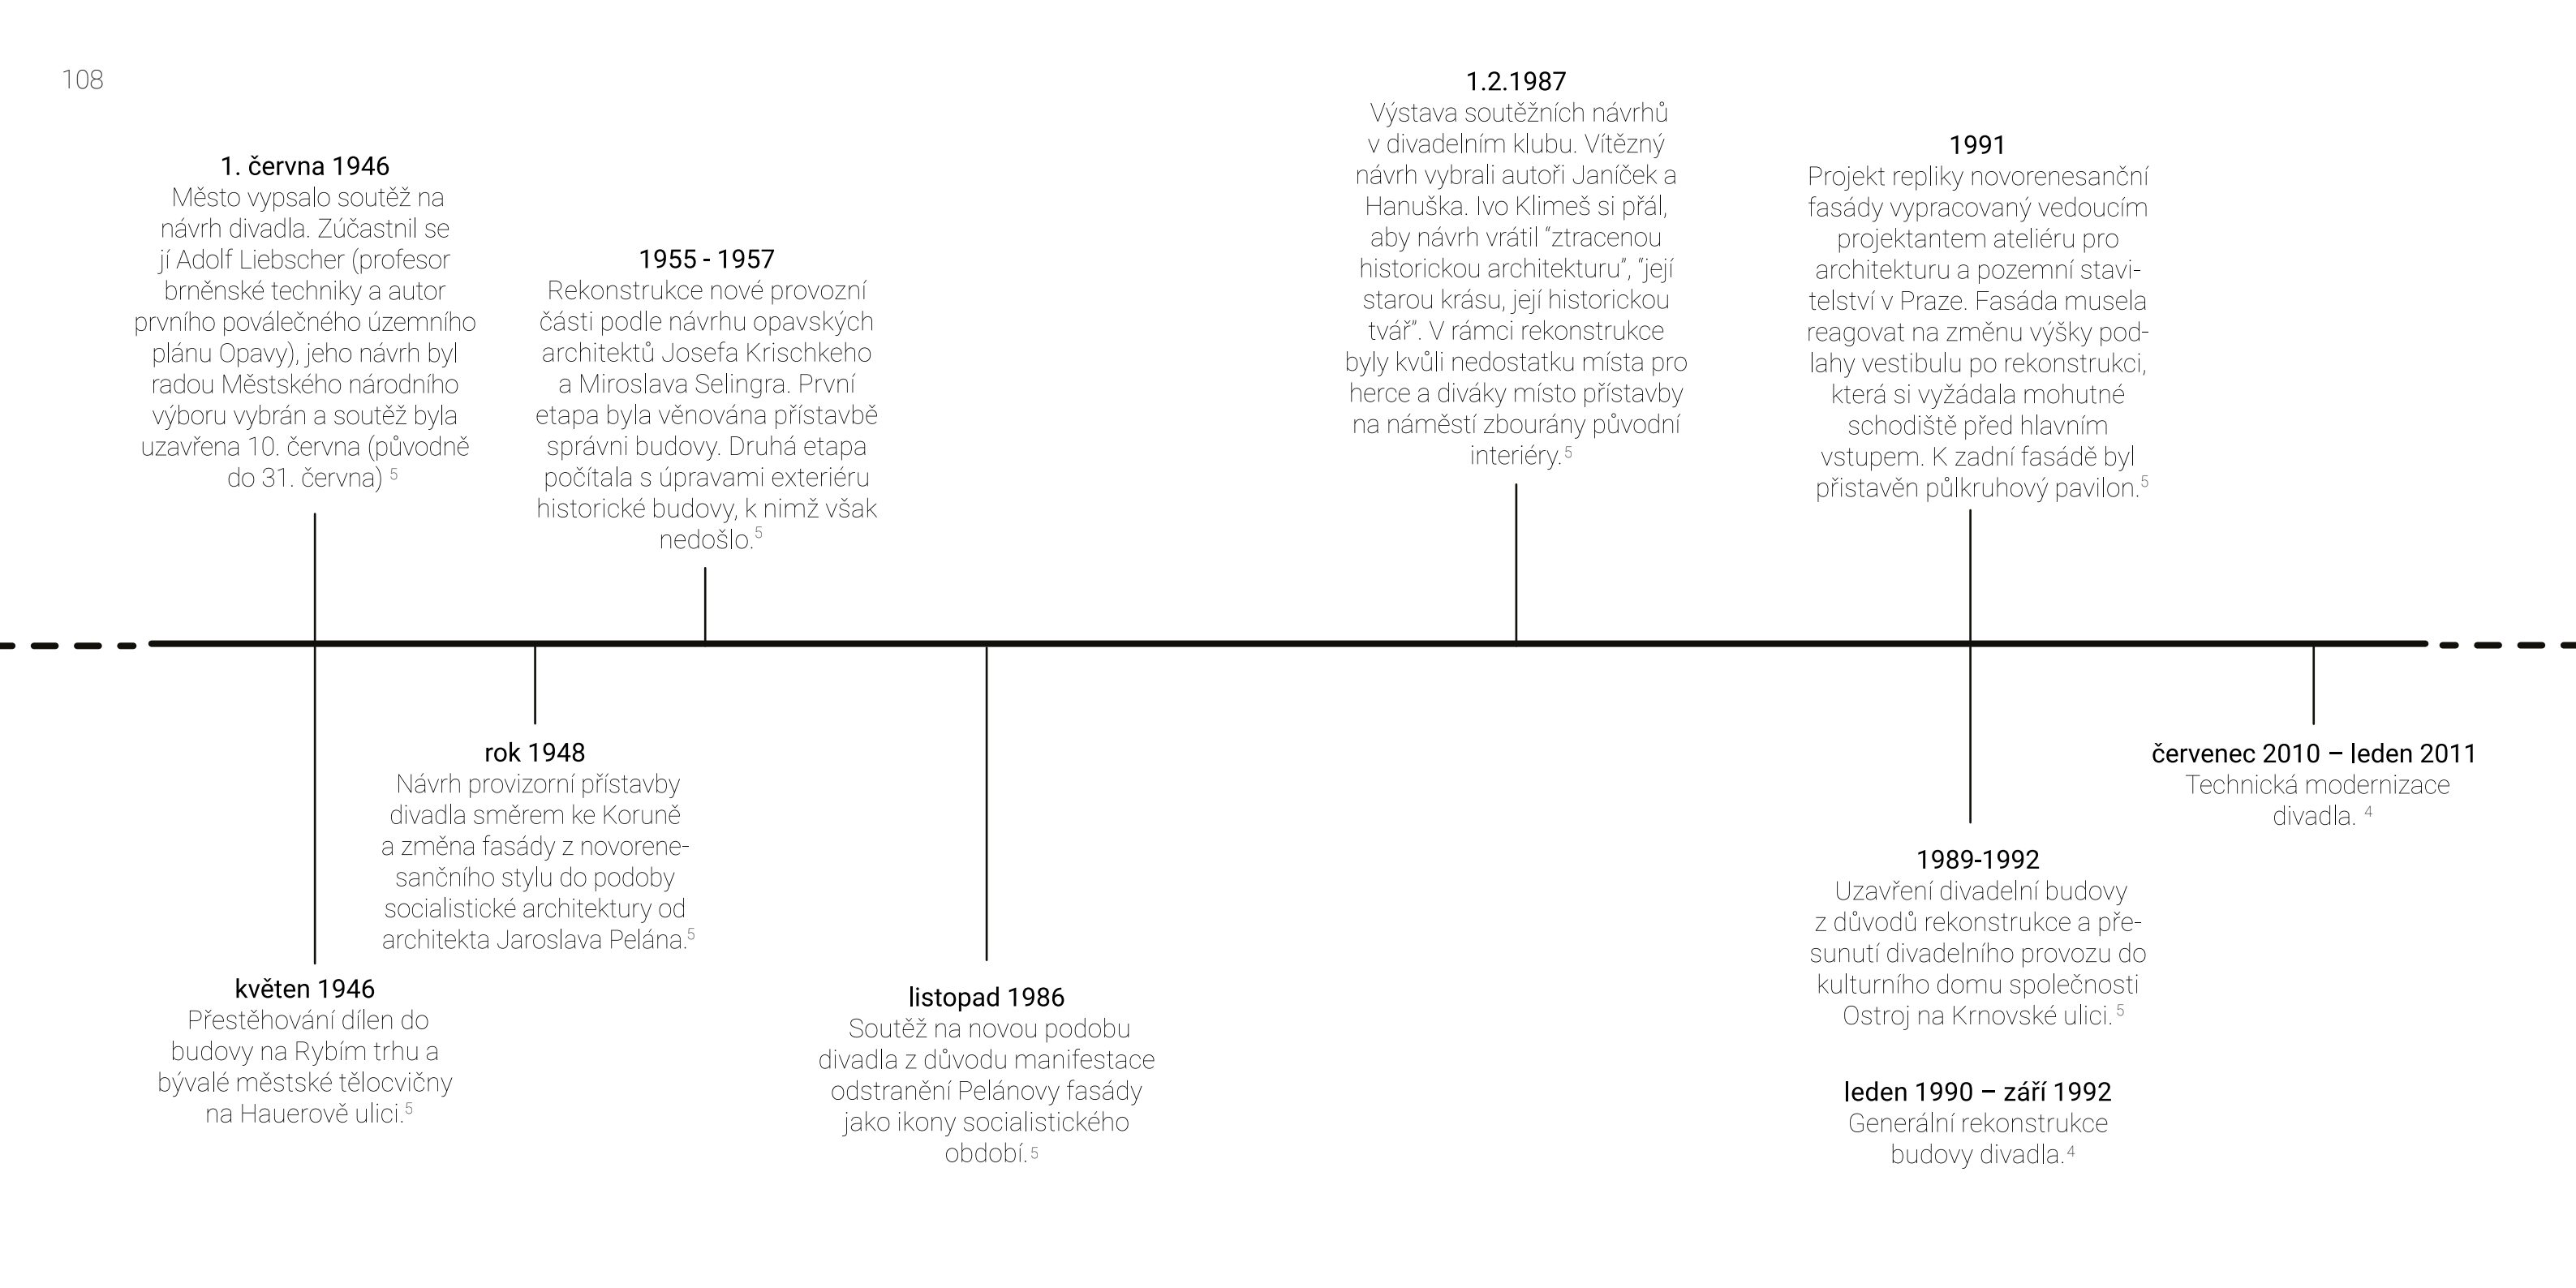 108
1. června 1946
Město vypsalo soutěž na
návrh divadla. Zúčastnil se
jí Adolf Liebscher (profesor
brněnské techniky a autor
prvního poválečného územního
plánu Opavy), jeho návrh byl
radou Městského národního
výboru vybrán a soutěž byla
uzavřena 10. června (původně
do 31. června) 5
1955 - 1957
Rekonstrukce nové provozní
části podle návrhu opavských
architektů Josefa Krischkeho
a Miroslava Selingra. První
etapa byla věnována přístavbě
správni budovy. Druhá etapa
počítala s úpravami exteriéru
historické budovy, k nimž však
nedošlo.5
1.2.1987
Výstava soutěžních návrhů
v divadelním klubu. Vítězný
návrh vybrali autoři Janíček a
Hanuška. Ivo Klimeš si přál,
aby návrh vrátil “ztracenou
historickou architekturu”, “její
starou krásu, její historickou
tvář”. V rámci rekonstrukce
byly kvůli nedostatku místa pro
herce a diváky místo přístavby
na náměstí zbourány původní
interiéry.5
1991
Projekt repliky novorenesanční
fasády vypracovaný vedoucím
projektantem ateliéru pro
architekturu a pozemní stavi-
telství v Praze. Fasáda musela
reagovat na změnu výšky pod-
lahy vestibulu po rekonstrukci,
která si vyžádala mohutné
schodiště před hlavním
vstupem. K zadní fasádě byl
přistavěn půlkruhový pavilon.5
květen 1946
Přestěhování dílen do
budovy na Rybím trhu a
bývalé městské tělocvičny
na Hauerově ulici.5
rok 1948
Návrh provizorní přístavby
divadla směrem ke Koruně
a změna fasády z novorene-
sančního stylu do podoby
socialistické architektury od
architekta Jaroslava Pelána.5
listopad 1986
Soutěž na novou podobu
divadla z důvodu manifestace
odstranění Pelánovy fasády
jako ikony socialistického
období.5
1989-1992
Uzavření divadelní budovy
z důvodů rekonstrukce a pře-
sunutí divadelního provozu do
kulturního domu společnosti
Ostroj na Krnovské ulici.5
leden 1990 – září 1992
Generální rekonstrukce
budovy divadla.4
červenec 2010 – leden 2011
Technická modernizace
divadla. 4